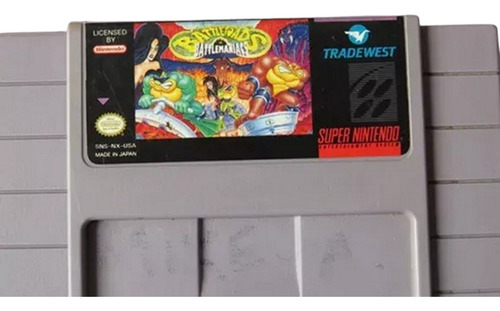 LICENSED
BY
Nintendo
BATTLETOADS
IN
BATTLEMANIACS
TRADEWEST
SUPER NINTENDO
ENTERTAINMENT SYSTEM
SNS-NX-USA
MADE IN JAPAN